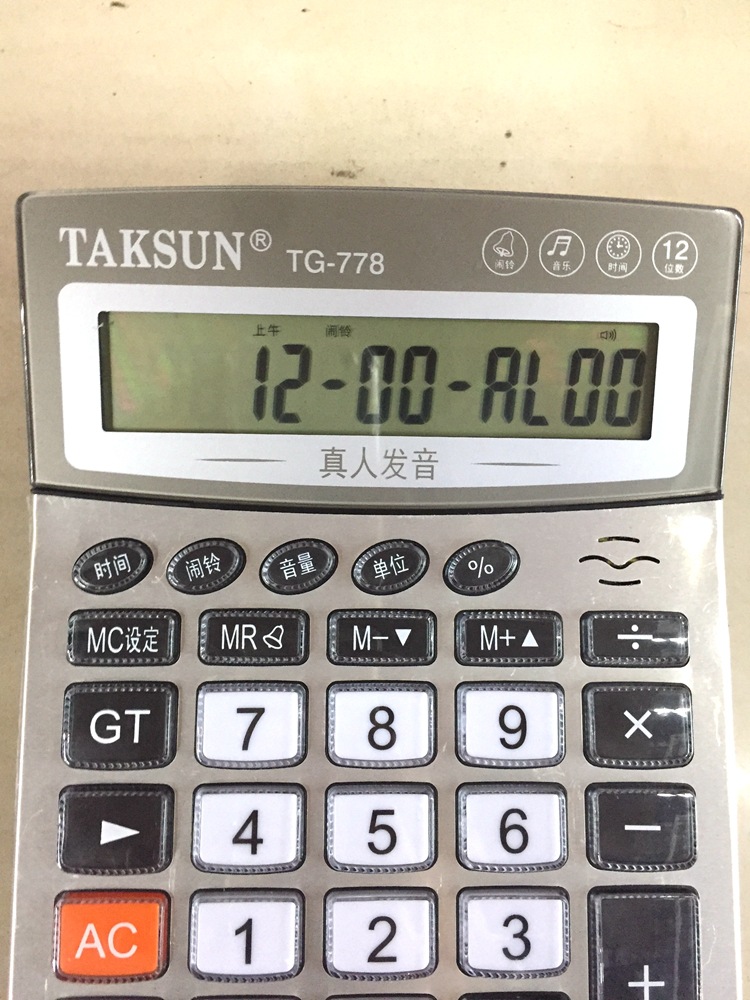 TAKSUN® TG-778
闹铃 音乐 时间 12位数
上午 闹铃
12-00-AL00
真人发音
时间 闹铃 音量 单位 %
MC设定 MR M-▼ M+▲ ÷
GT 7 8 9 ×
▶ 4 5 6 −
AC 1 2 3 +